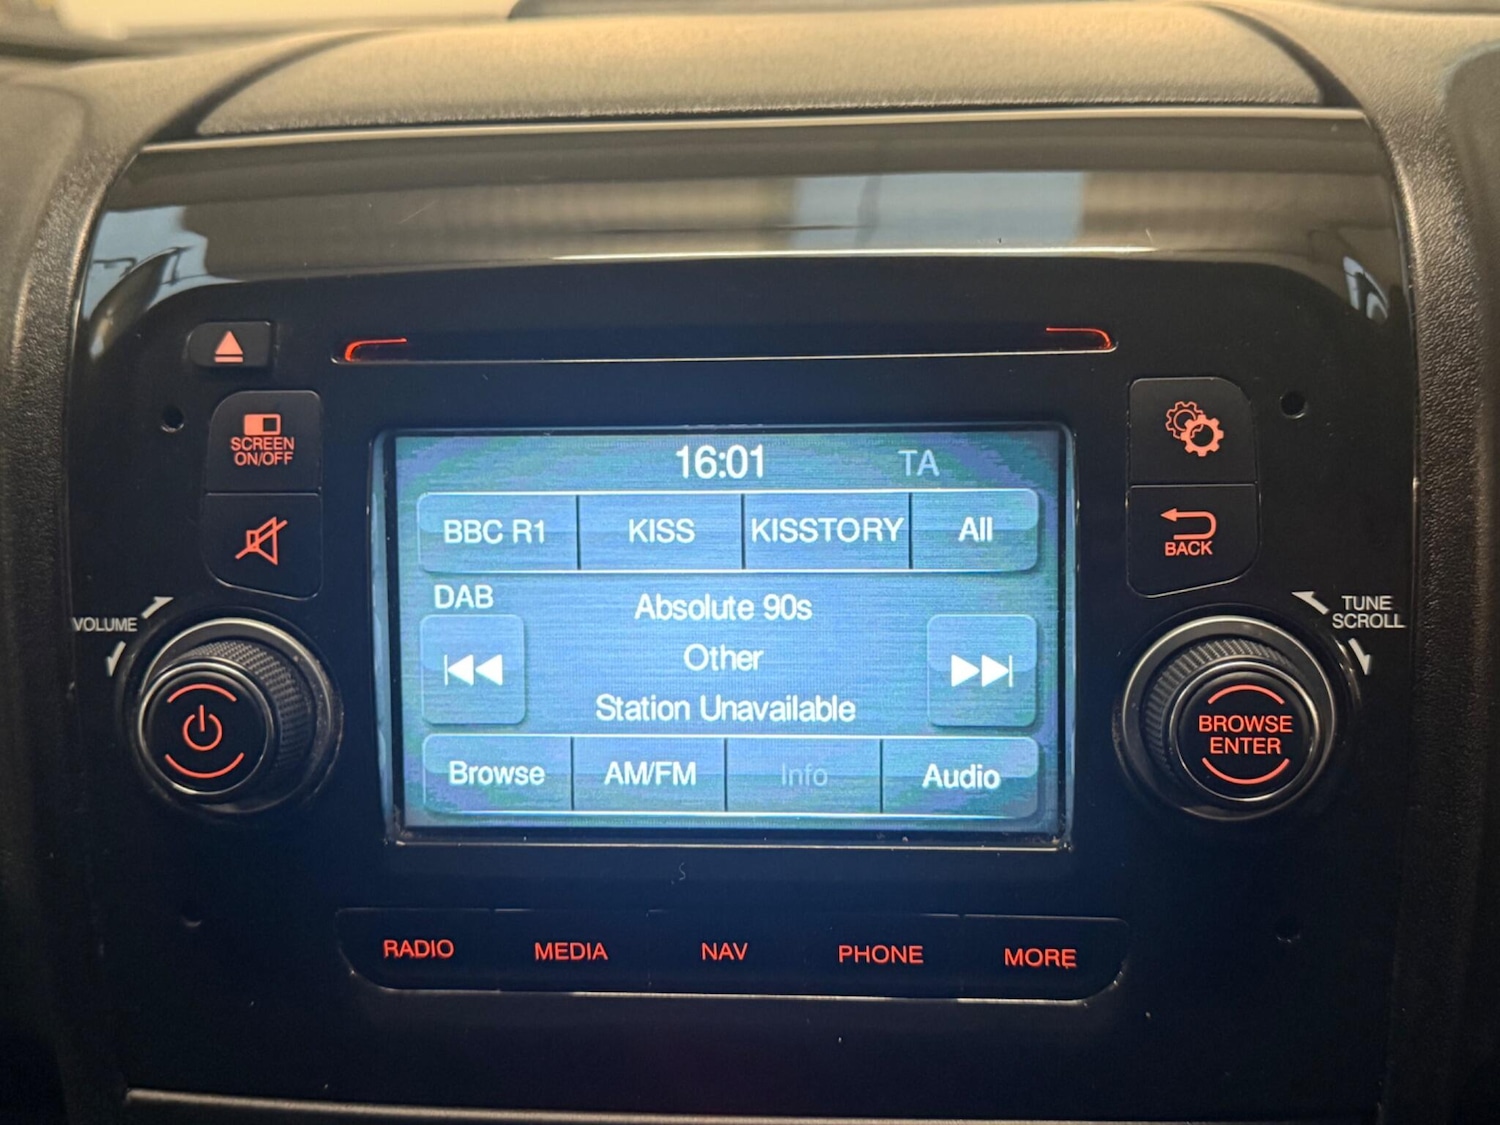 SCREEN
ON/OFF
VOLUME
16:01 TA
BBC R1 KISS KISSTORY All
DAB
Absolute 90s
Other
Station Unavailable
Browse AM/FM Info Audio
BACK
TUNE
SCROLL
BROWSE
ENTER
RADIO MEDIA NAV PHONE MORE